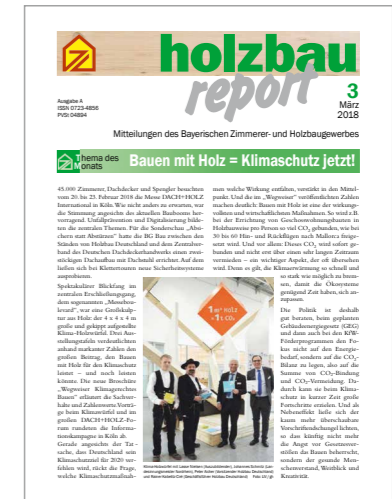 holzbau
report
Ausgabe A
ISSN 0723-4856
PVSt 04894
3
März
2018
Mitteilungen des Bayerischen Zimmerer- und Holzbaugewerbes
Thema des
Monats
Bauen mit Holz = Klimaschutz jetzt!
45.000 Zimmerer, Dachdecker und Spengler besuchten
vom 20. bis 23. Februar 2018 die Messe DACH+HOLZ
International in Köln. Wie nicht anders zu erwarten, war
die Stimmung angesichts des aktuellen Baubooms her-
vorragend. Unfallprävention und Digitalisierung bilde-
ten die zentralen Themen. Für die Sonderschau „Abs-
chern statt Abstürzen" hatte die BG Bau zwischen den
Ständen von Holzbau Deutschland und dem Zentralver-
band des Deutschen Dachdeckerhandwerks einen zwei-
stöckigen Dachaufbau mit Dachstuhl errichtet. Auf dem
ließen sich bei Klettertouren neue Sicherheitssysteme
ausprobieren.
Spektakulärer Blickfang im
zentralen Erschließungsgang,
dem sogenannten „Messebou-
levard", war eine Großskulp-
tur aus Holz: der 4 x 4 x 4 m
große und gekippt aufgestellte
Klima-Holzwürfel. Drei Aus-
stellungstafeln verdeutlichten
anhand markanter Zahlen den
großen Beitrag, den Bauen
mit Holz für den Klimaschutz
leistet – und noch leisten
könnte. Die neue Broschüre
„Wegweiser Klimagerechtes
Bauen" erläutert die Sachver-
halte und Zahlenwerte. Vorträ-
ge beim Klimawürfel und im
großen DACH+HOLZ-Fo-
rum rundeten die Informa-
tionskampagne in Köln ab.
Gerade angesichts der Tat-
sache, dass Deutschland sein
Klimaschutzziel für 2020 ver-
fehlen wird, rückt die Frage,
welche Klimaschutzmaßnah-
men welche Wirkung entfalten, verstärkt in den Mittel-
punkt. Und die im „Wegweiser" veröffentlichten Zahlen
machen deutlich: Bauen mit Holz ist eine der wirkungs-
vollsten und wirtschaftlichsten Maßnahmen. So wird z.B.
bei der Errichtung von Geschosswohnungsbauten in
Holzbauweise pro Person so viel CO₂ gebunden, wie bei
30 bis 60 Hin- und Rückflügen nach Mallorca freige-
setzt wird. Und vor allem: Dieses CO₂ wird sofort ge-
bunden und nicht erst über einen sehr langen Zeitraum
vermieden – ein wichtiger Aspekt, der oft übersehen
wird. Denn es gilt, die Klimaerwärmung so schnell und
so stark wie möglich zu brem-
sen, damit die Ökosysteme
genügend Zeit haben, sich an-
zupassen.
Die Politik ist deshalb
gut beraten, beim geplanten
Gebäudeenergiegesetz (GEG)
und dann auch bei den KfW-
Förderprogrammen den Fo-
kus nicht auf den Energie-
bedarf, sondern auf die CO₂-
Bilanz zu legen, also auf die
Summe von CO₂-Bindung
und CO₂-Vermeidung. Da-
durch kann sie beim Klima-
schutz in kurzer Zeit große
Fortschritte erzielen. Und als
Nebeneffekt ließe sich der
kaum mehr überschaubare
Vorschriftendschungel lichten,
so das künftig nicht mehr
die Angst vor Gesetzesver-
stößen das Bauen beherrscht,
sondern der gesunde Men-
schenverstand, Weitblick und
Kreativität.
1m³ HOLZ
=1t CO₂